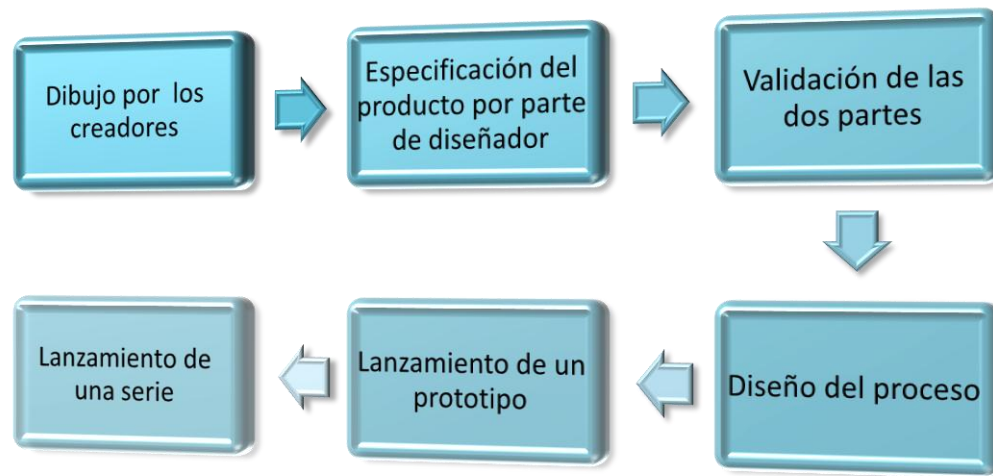 Dibujo por los
creadores
Especificación del
producto por parte
de diseñador
Validación de las
dos partes
Diseño del proceso
Lanzamiento de un
prototipo
Lanzamiento de
una serie